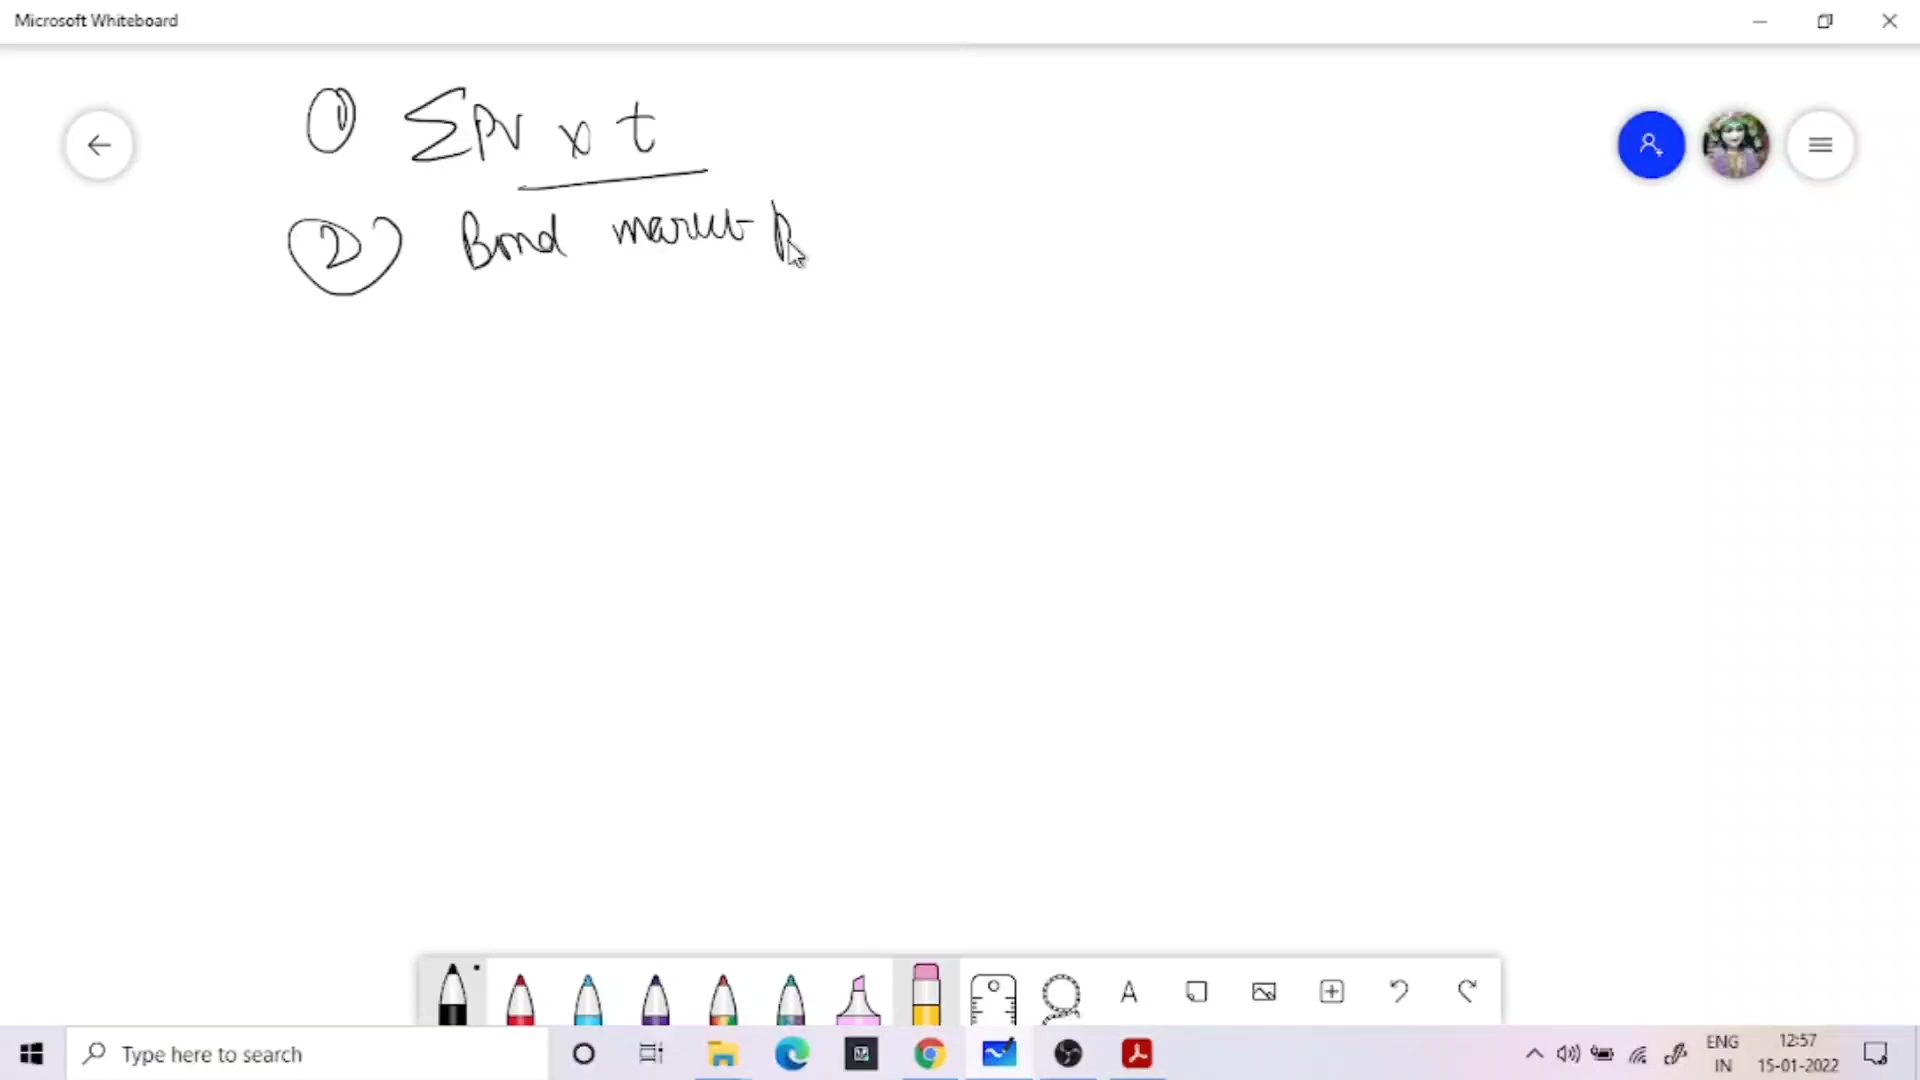 Microsoft Whiteboard
① ΣPV x t
② Bond market P
A
Type here to search
ENG
IN
12:57
15-01-2022